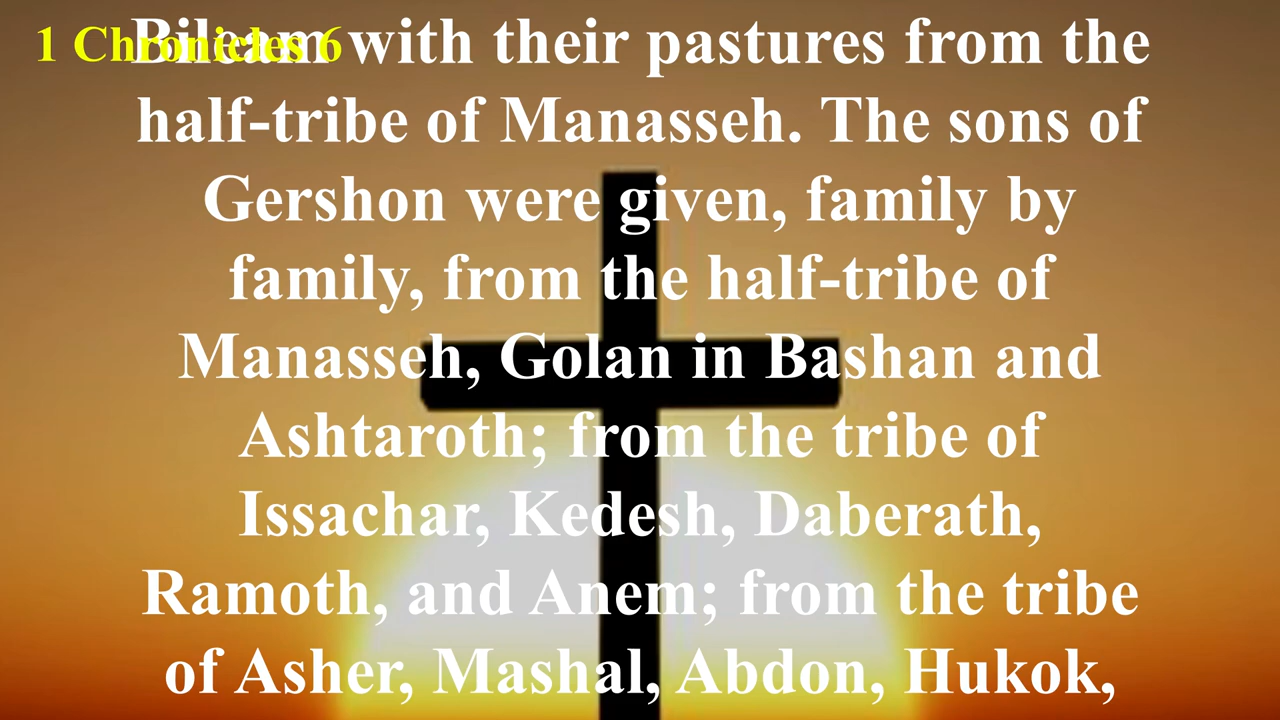 1 Chronicles 6
Bileam with their pastures from the
half-tribe of Manasseh. The sons of
Gershon were given, family by
family, from the half-tribe of
Manasseh, Golan in Bashan and
Ashtaroth; from the tribe of
Issachar, Kedesh, Daberath,
Ramoth, and Anem; from the tribe
of Asher, Mashal, Abdon, Hukok,